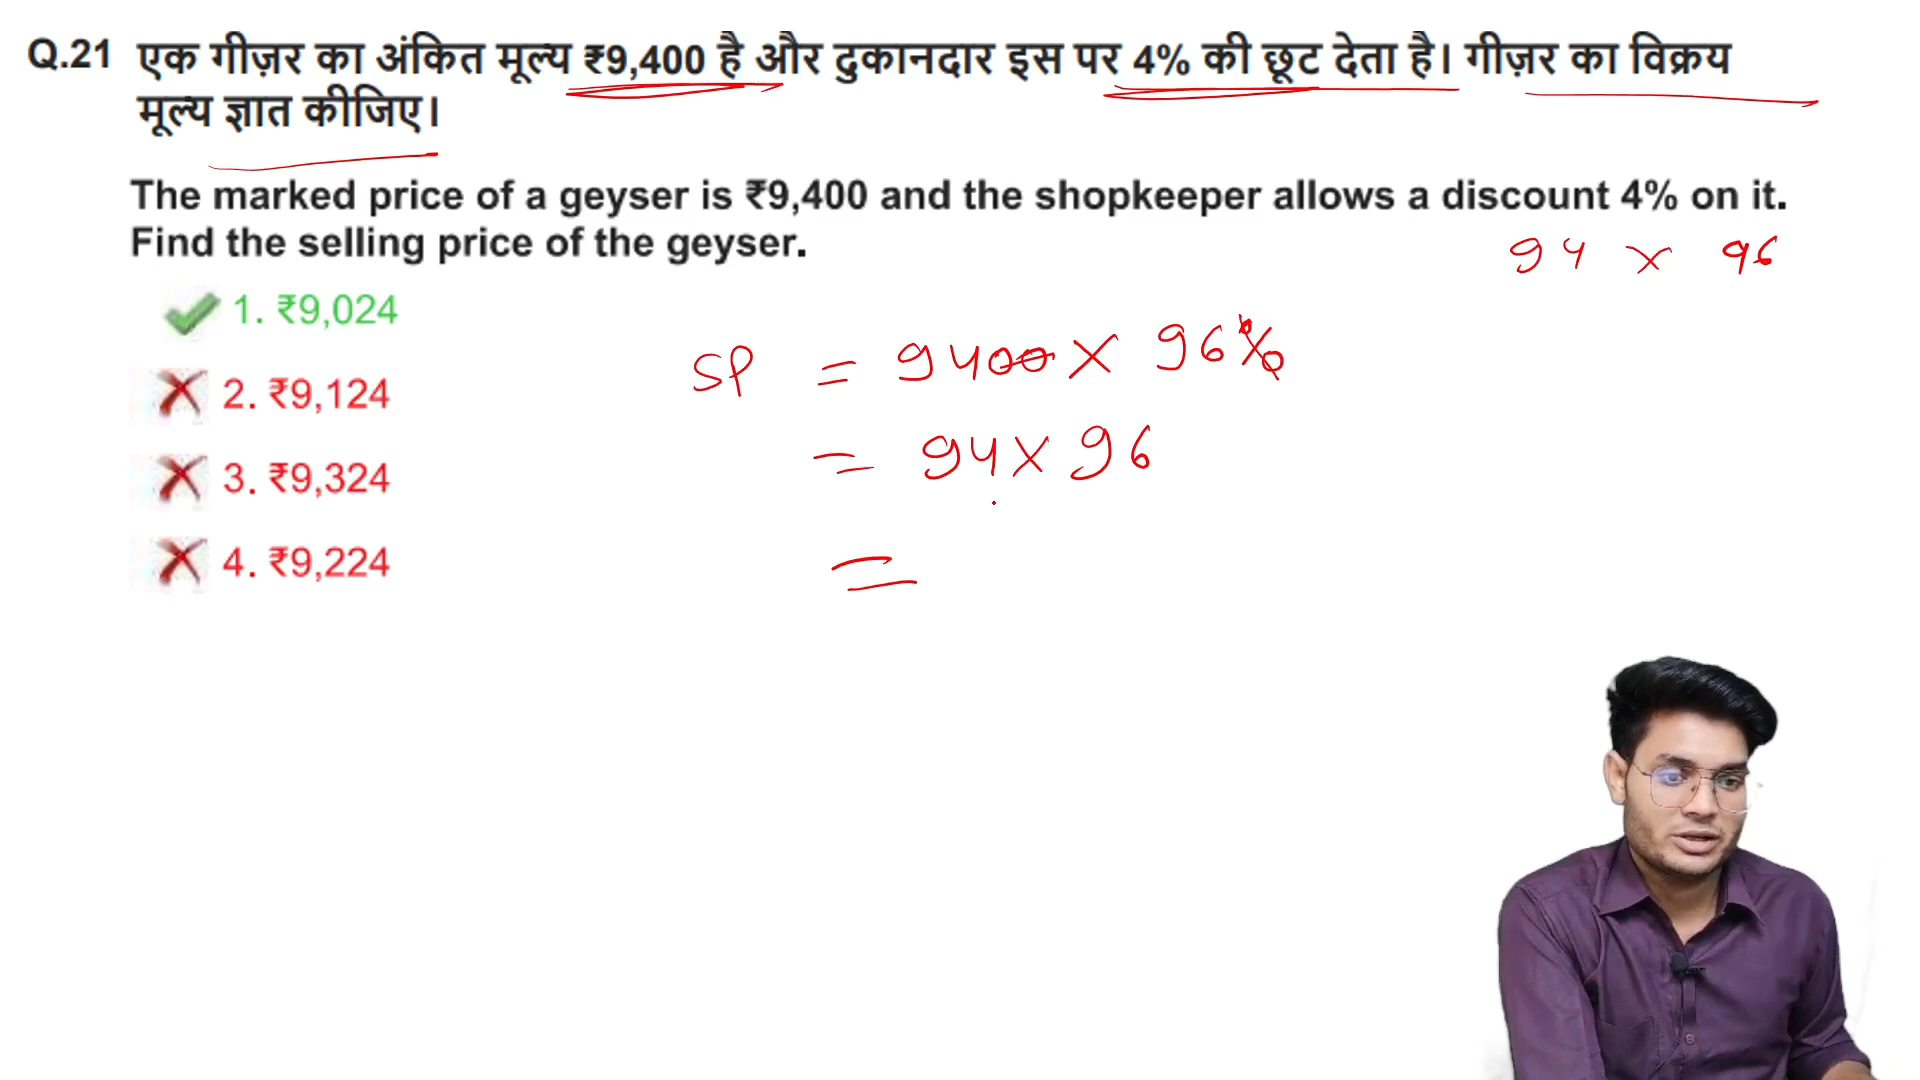 Q.21 एक गीज़र का अंकित मूल्य ₹9,400 है और दुकानदार इस पर 4% की छूट देता है। गीज़र का विक्रय
मूल्य ज्ञात कीजिए।
The marked price of a geyser is ₹9,400 and the shopkeeper allows a discount 4% on it.
Find the selling price of the geyser.
94 × 96
1. ₹9,024
2. ₹9,124
3. ₹9,324
4. ₹9,224
SP = 9400 × 96%
= 94 × 96
=